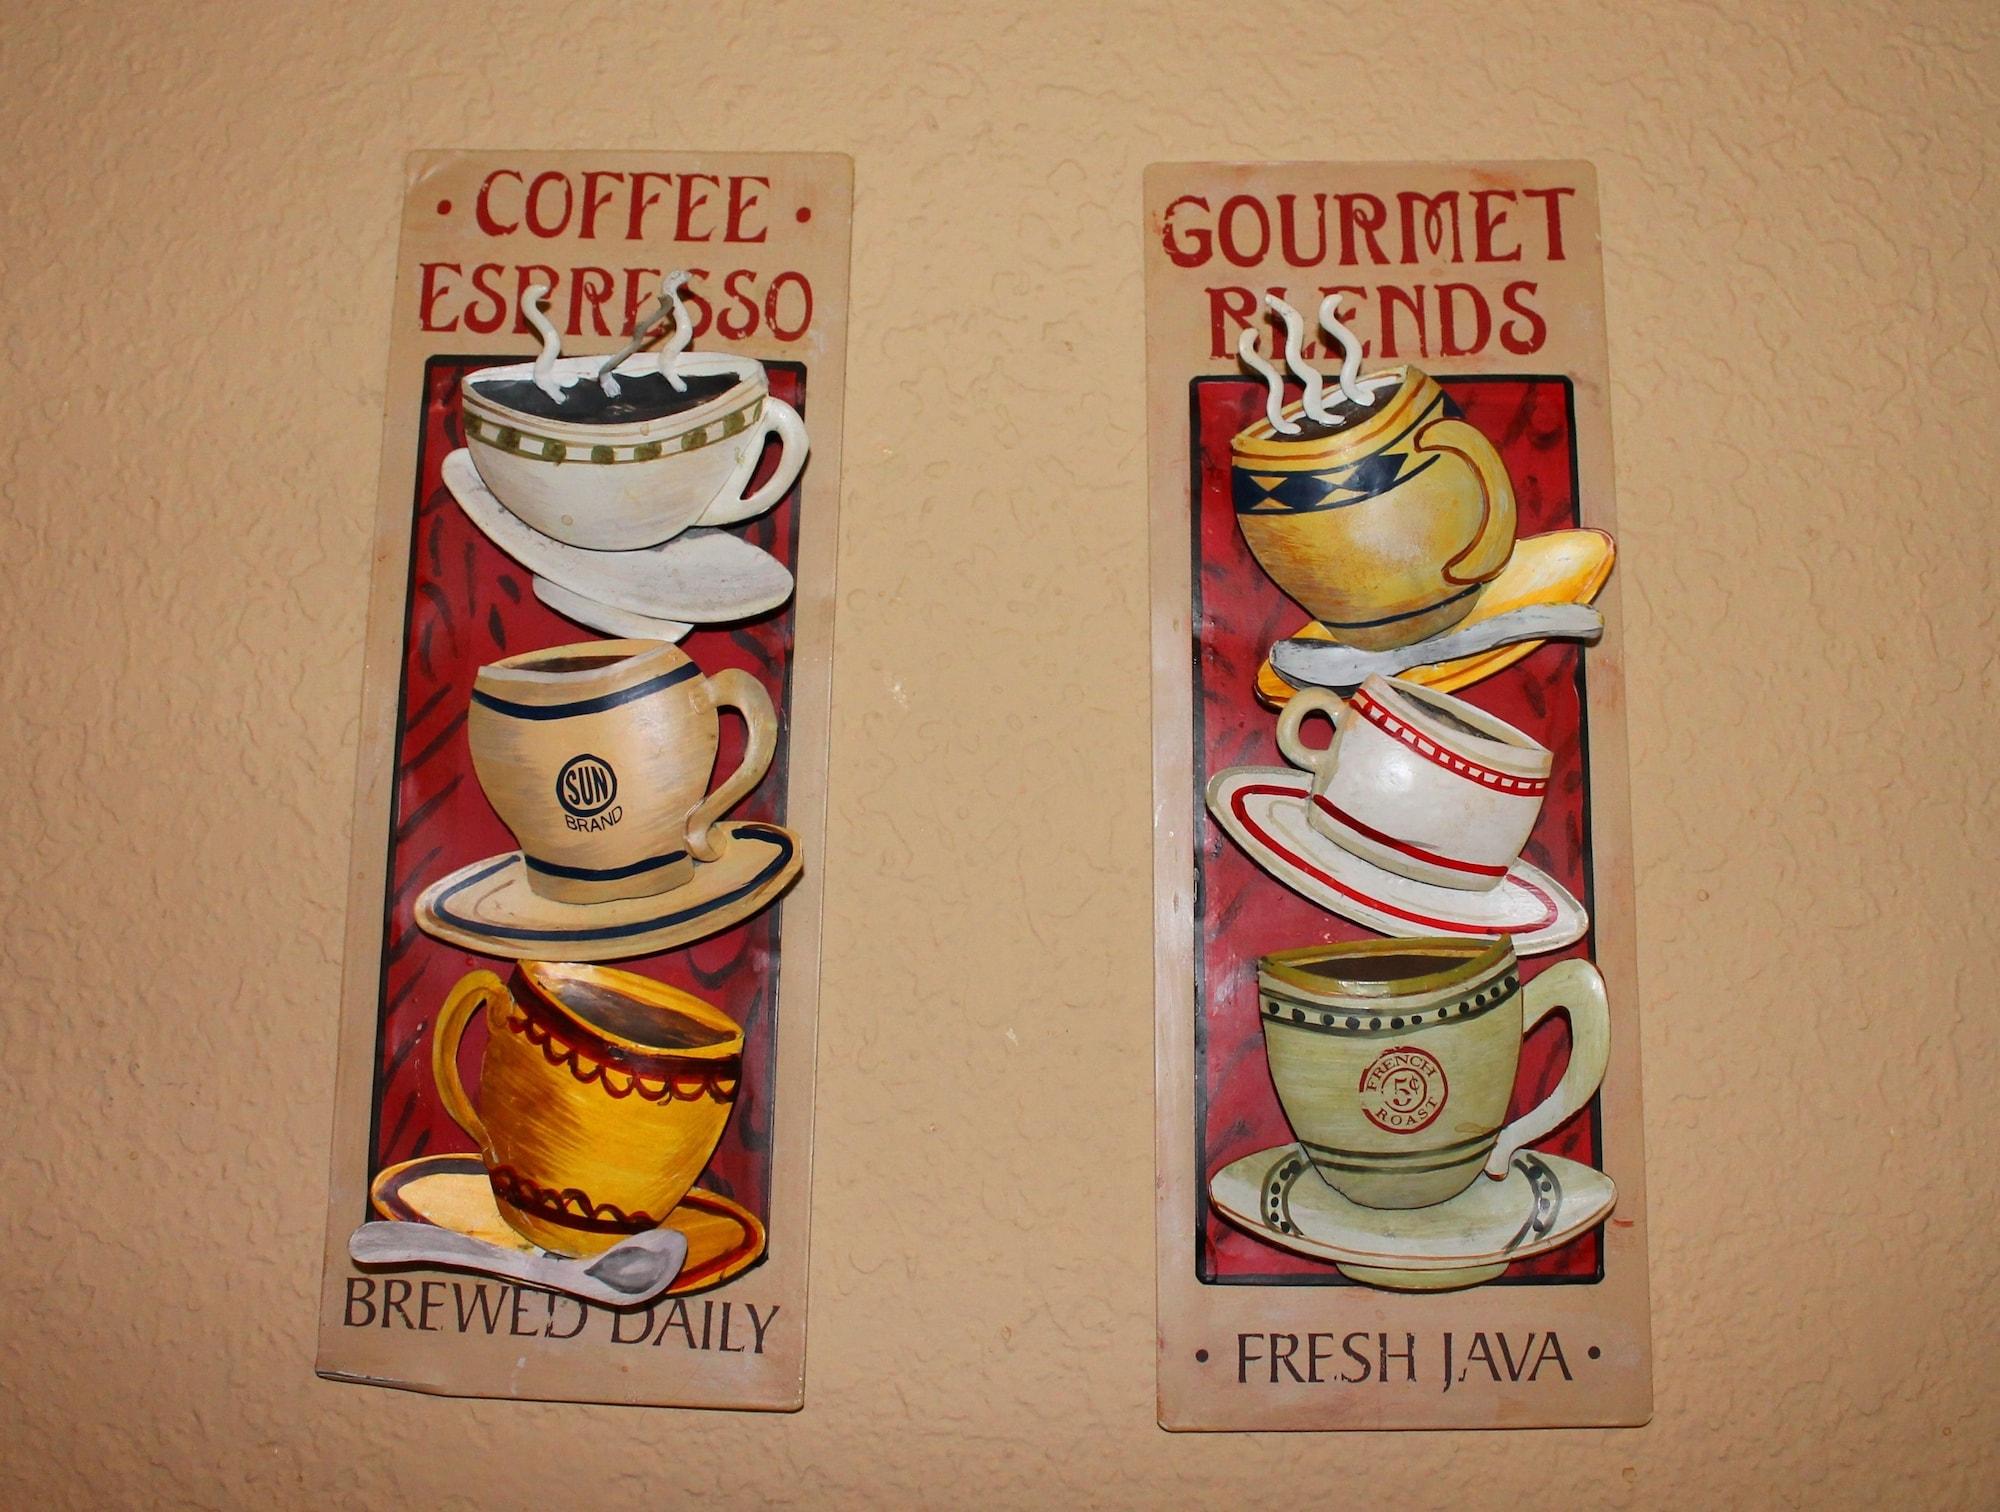 • COFFEE •
ESPRESSO
SUN
BRAND
BREWED DAILY
GOURMET
BLENDS
FRENCH
5¢
ROAST
• FRESH JAVA •